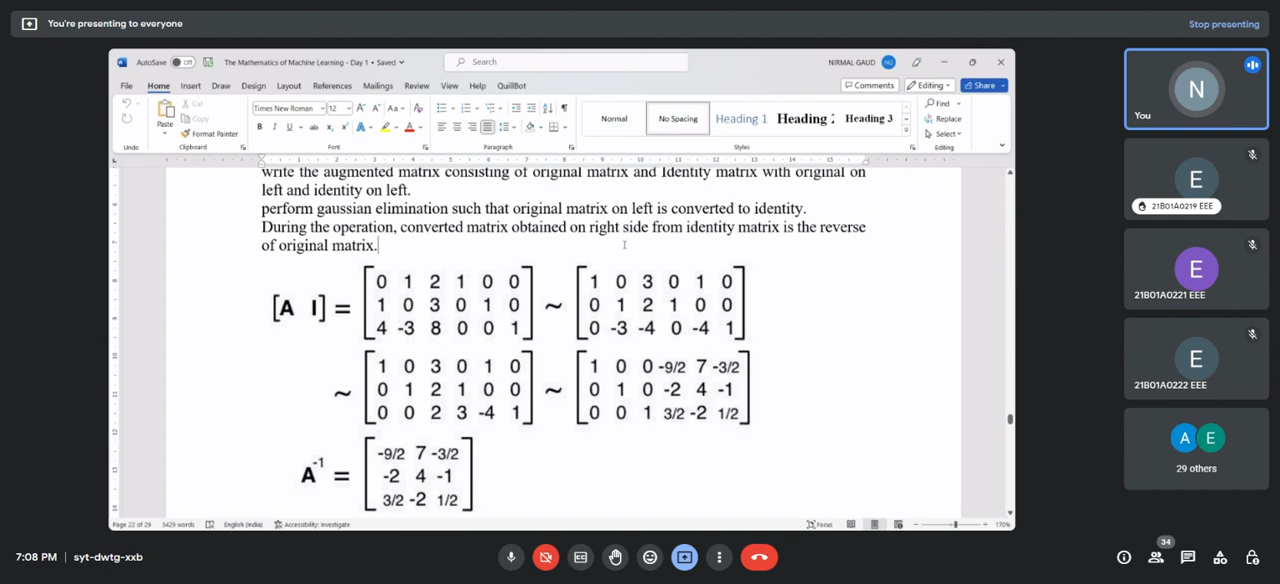 You're presenting to everyone
Stop presenting
AutoSave Off The Mathematics of Machine Learning - Day 1 • Saved
Search
NIRMAL GAUD NG
File Home Insert Draw Design Layout References Mailings Review View Help QuillBot
Comments Editing Share
Paste
Cut
Copy
Format Painter
Times New Roman 12
Normal No Spacing Heading 1 Heading 2 Heading 3
Find
Replace
Select
Undo Clipboard Font Paragraph Styles Editing
write the augmented matrix consisting of original matrix and Identity matrix with original on
left and identity on left.
perform gaussian elimination such that original matrix on left is converted to identity.
During the operation, converted matrix obtained on right side from identity matrix is the reverse
of original matrix.
0 1 2 1 0 0 1 0 3 0 1 0
[A I] = 1 0 3 0 1 0 ~ 0 1 2 1 0 0
4 -3 8 0 0 1 0 -3 -4 0 -4 1
1 0 3 0 1 0 1 0 0 -9/2 7 -3/2
~ 0 1 2 1 0 0 ~ 0 1 0 -2 4 -1
0 0 2 3 -4 1 0 0 1 3/2 -2 1/2
-9/2 7 -3/2
A-1 = -2 4 -1
3/2 -2 1/2
Page 22 of 29 5429 words English (India) Accessibility: Investigate
Focus
170%
N
You
E
21B01A0219 EEE
E
21B01A0221 EEE
E
21B01A0222 EEE
A E
29 others
7:08 PM | syt-dwtg-xxb
34